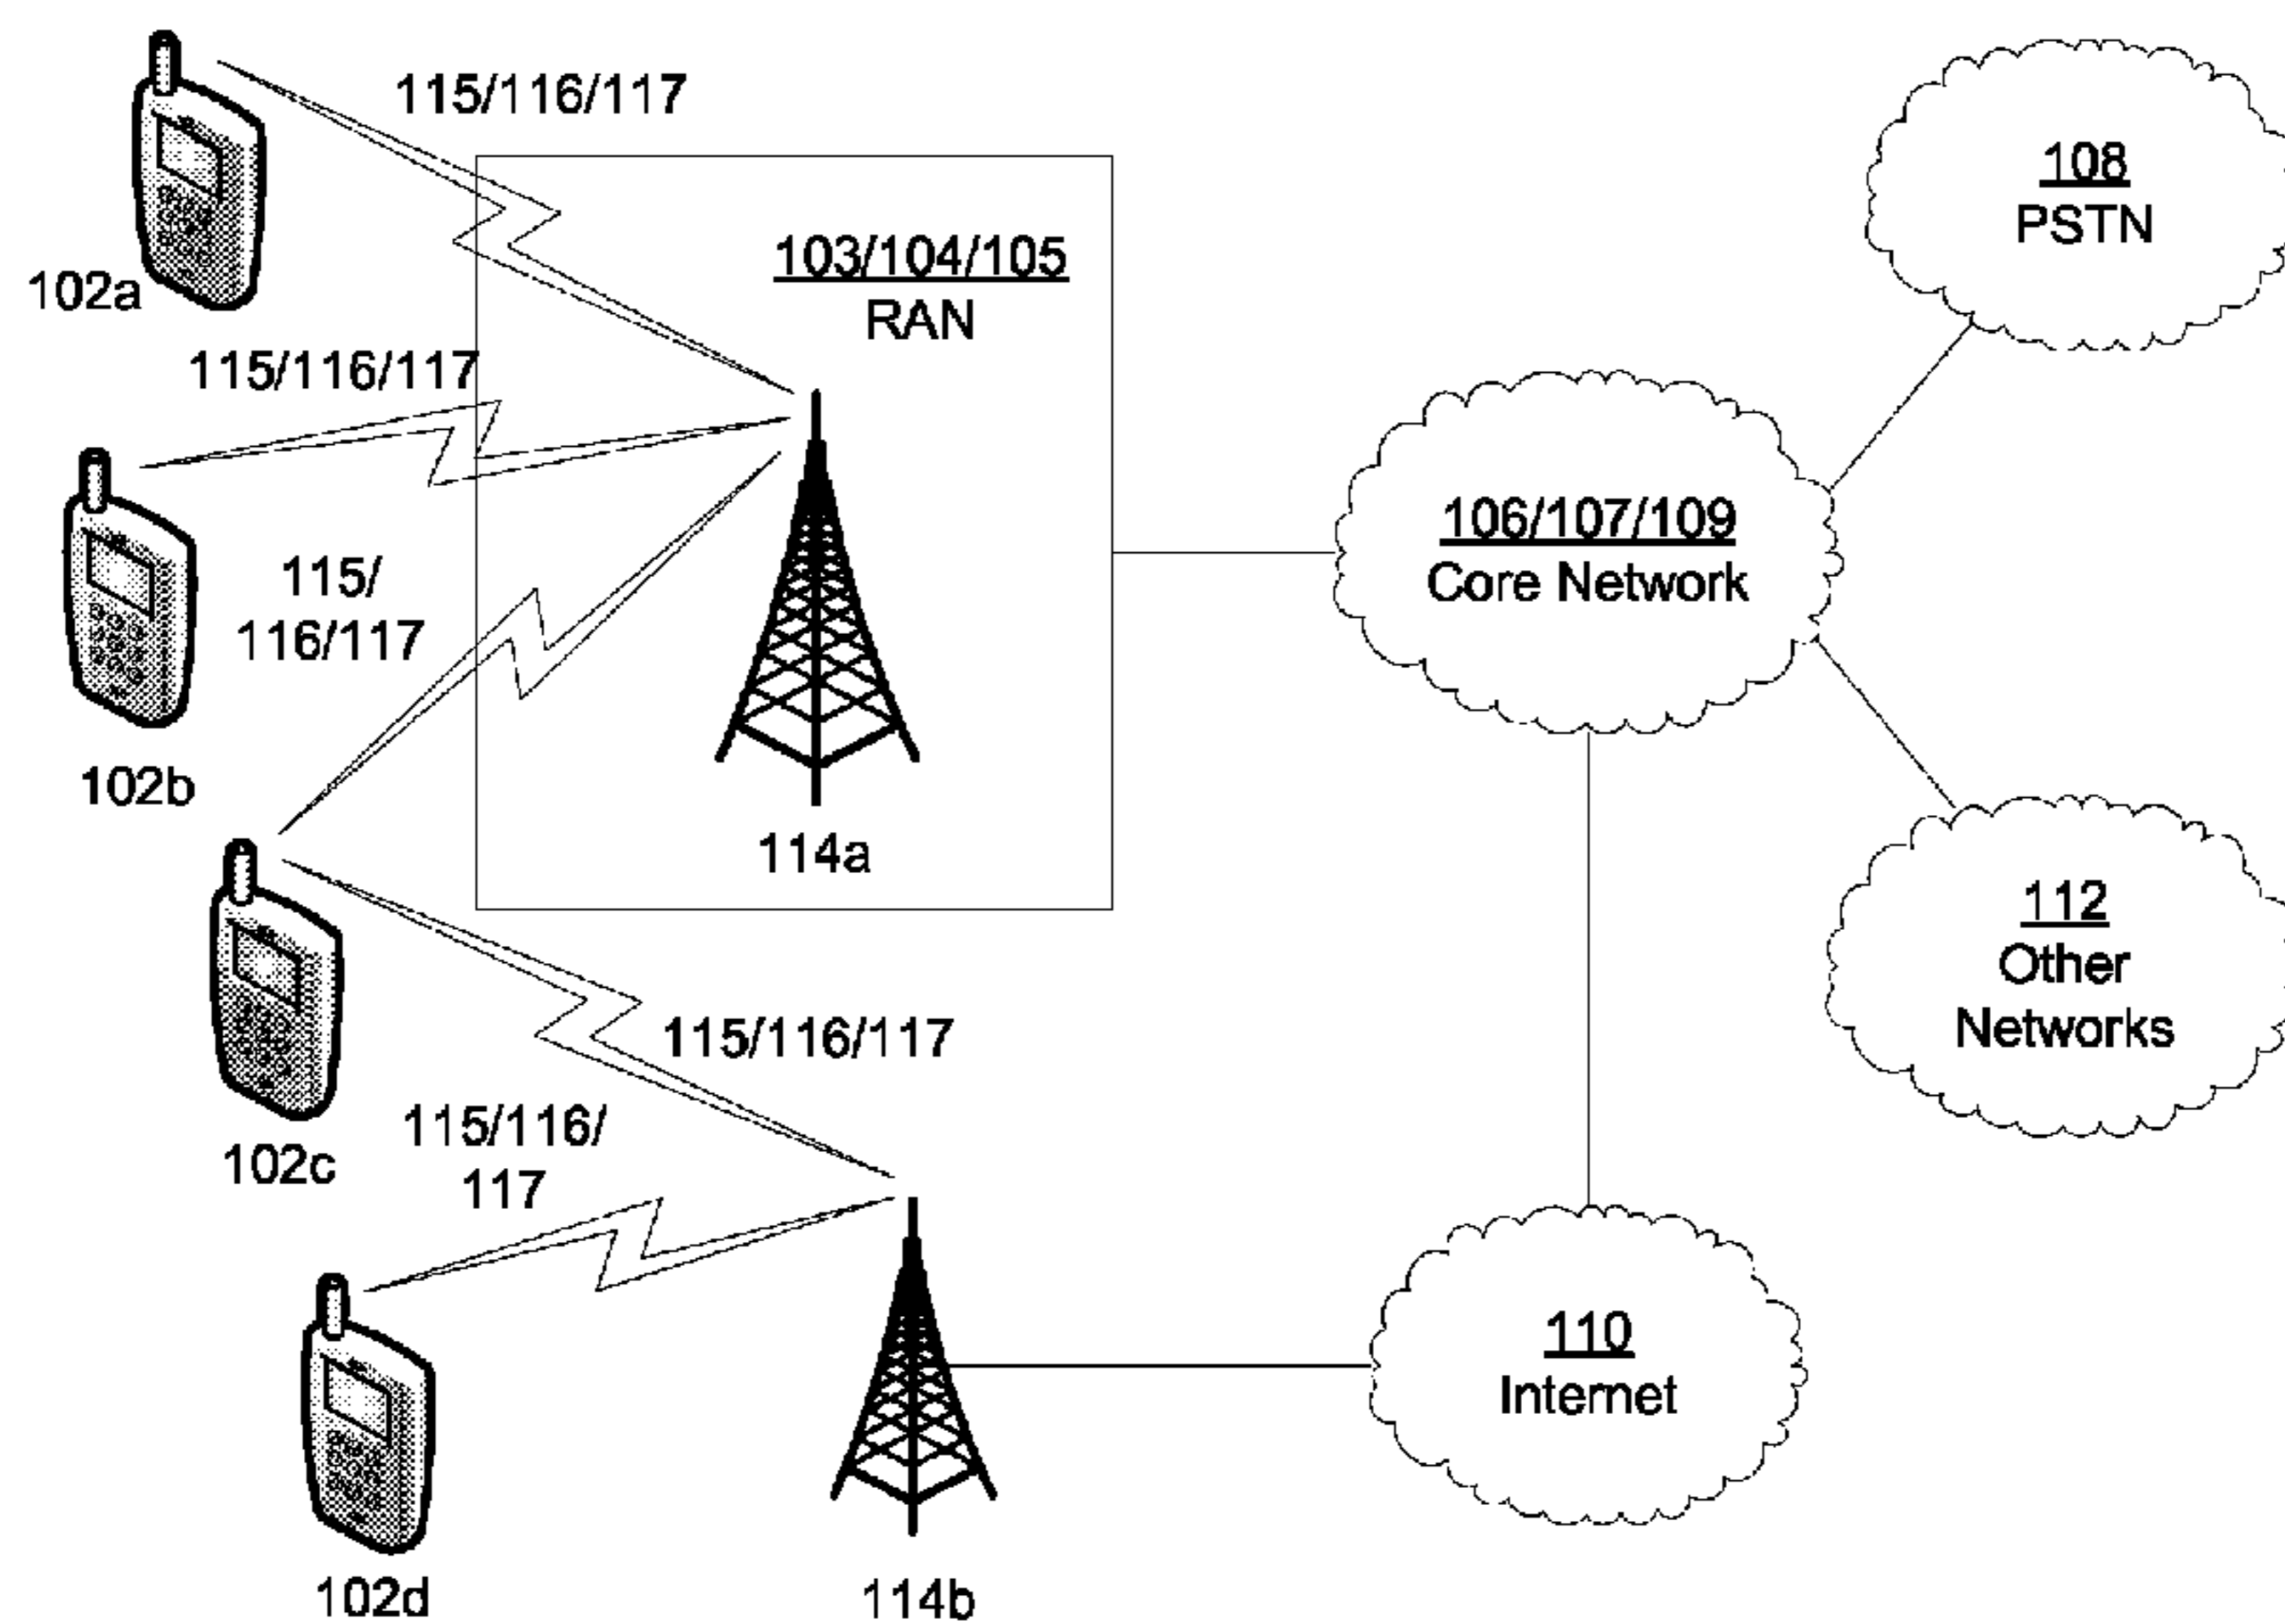 115/116/117
108
PSTN
103/104/105
RAN
102a
115/116/117
106/107/109
Core Network
115/
116/117
102b
114a
112
Other
Networks
115/116/117
115/116/
117
102c
110
Internet
102d
114b